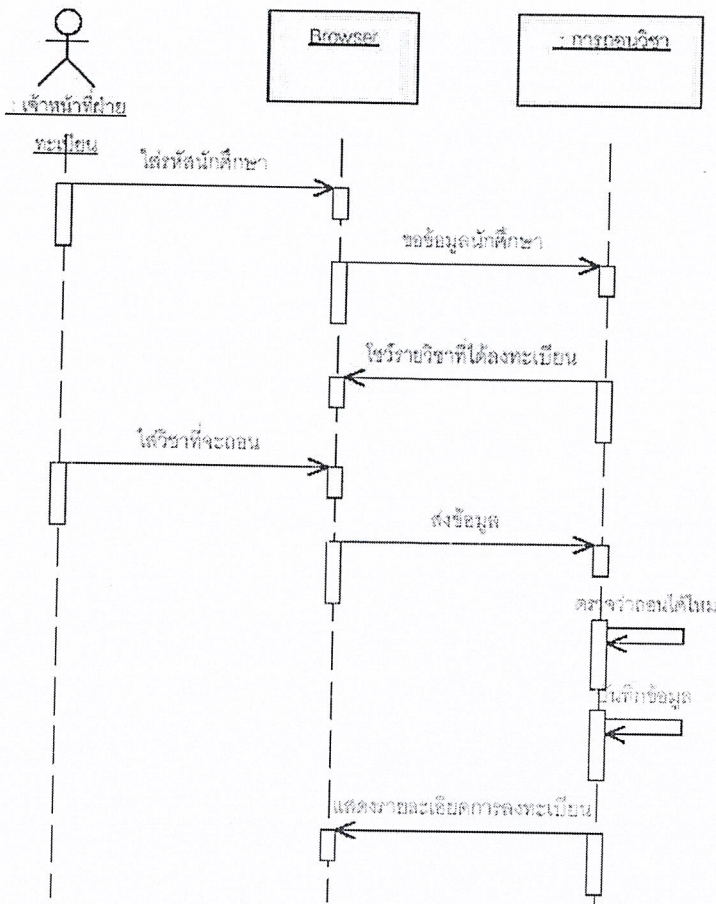 Browser
: การถอนวิชา
: เจ้าหน้าที่ฝ่าย
ทะเบียน
ใส่รหัสนักศึกษา
ขอข้อมูลนักศึกษา
โชว์รายวิชาที่ได้ลงทะเบียน
ใส่วิชาที่จะถอน
ส่งข้อมูล
ตรวจว่าถอนได้ไหม
บันทึกข้อมูล
แสดงรายละเอียดการลงทะเบียน